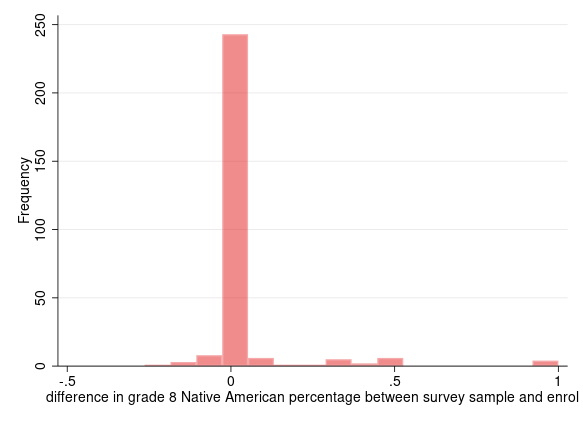 250
200
150
100
50
0
Frequency
-.5 0 .5 1
difference in grade 8 Native American percentage between survey sample and enrol